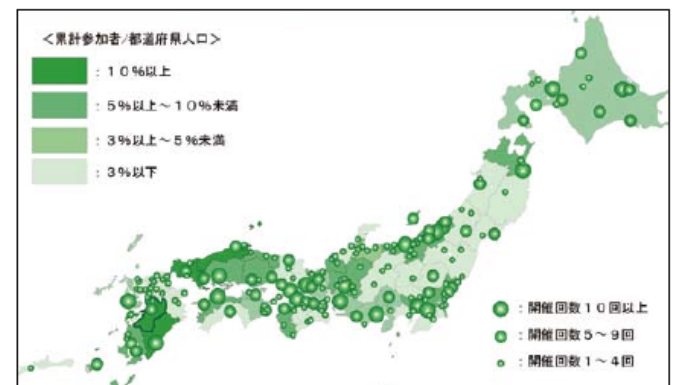 ＜累計参加者/都道府県人口＞
：１０％以上
：５％以上～１０％未満
：３％以上～５％未満
：３％以下
：開催回数１０回以上
：開催回数５～９回
：開催回数１～４回